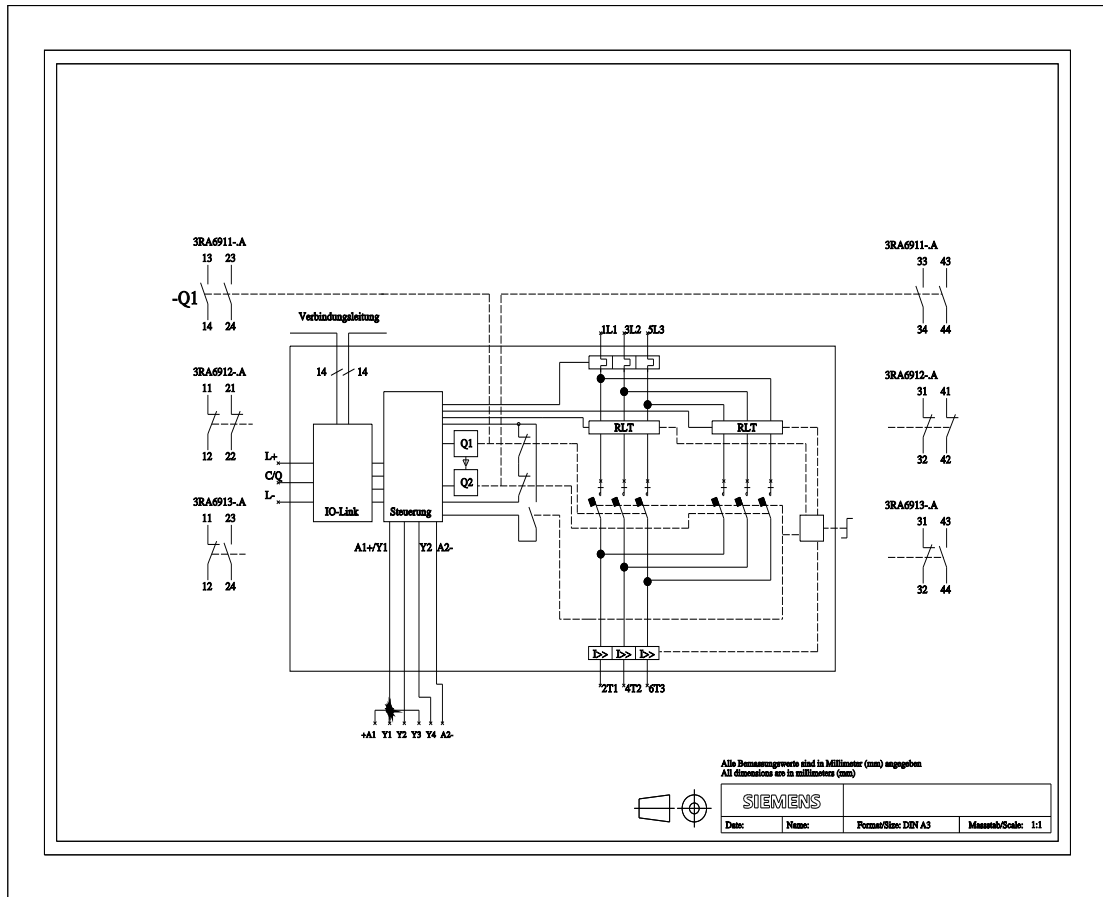 3RA6911-.A
13 23
-Q1
14 24
3RA6911-.A
33 43
34 44
Verbindungsleitung
1L1 3L2 5L3
14 14
3RA6912-.A
11 21
12 22
3RA6912-.A
31 41
32 42
RLT RLT
Q1
Q2
L+
C/Q
L-
IO-Link Steuerung
3RA6913-.A
11 23
12 24
3RA6913-.A
31 43
32 44
A1+/Y1 Y2 A2-
I>> I>> I>>
2T1 4T2 6T3
+A1 Y1 Y2 Y3 Y4 A2-
Alle Bemassungswerte sind in Millimeter (mm) angegeben
All dimensions are in millimeters (mm)
SIEMENS
Date: Name: Format/Size: DIN A3 Massstab/Scale: 1:1